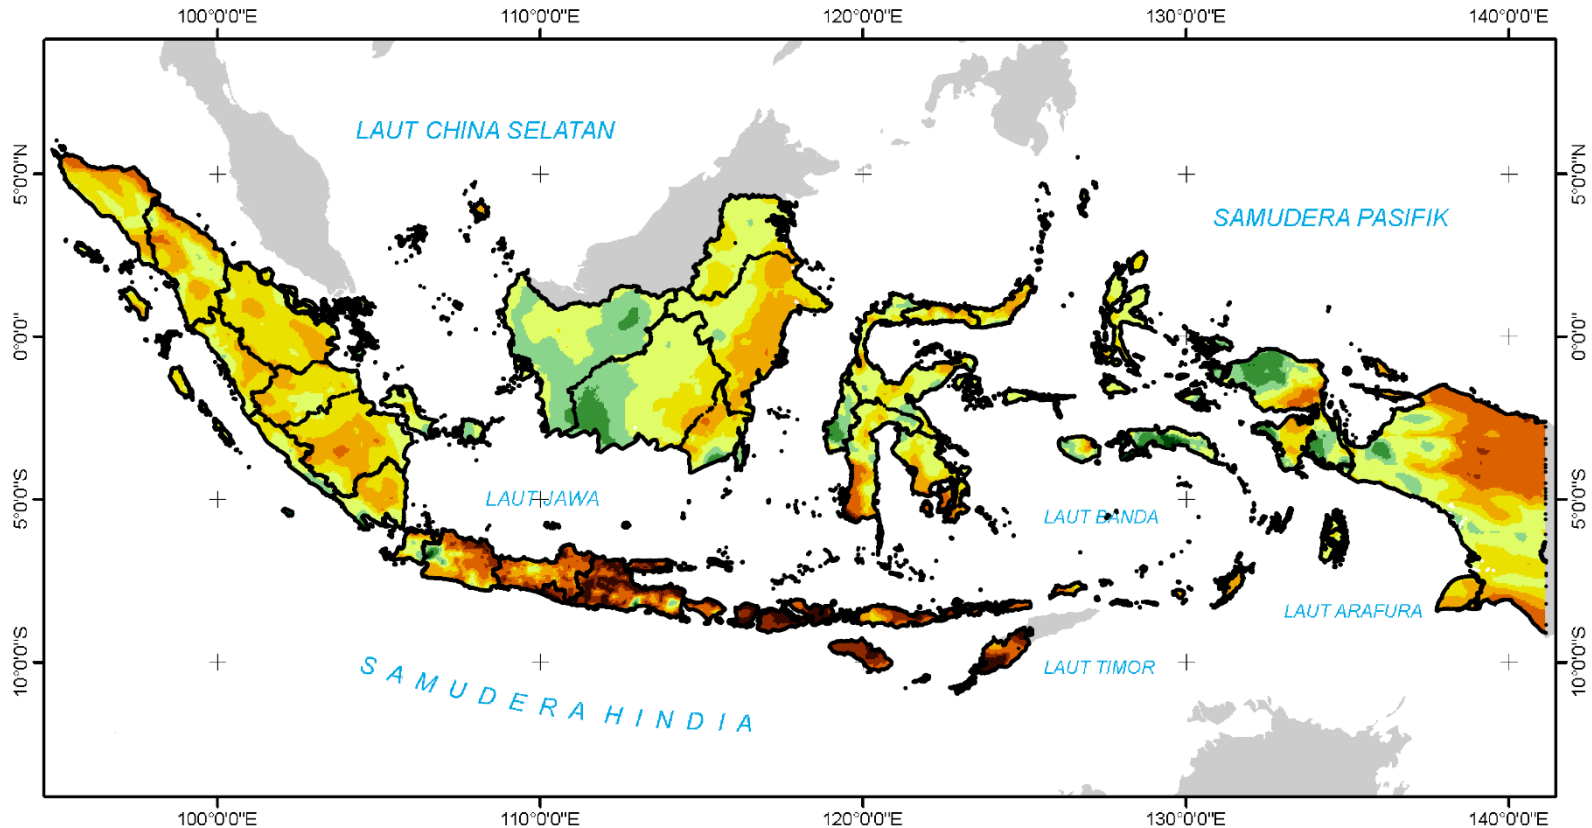 100°0'0"E 110°0'0"E 120°0'0"E 130°0'0"E 140°0'0"E
LAUT CHINA SELATAN
5°0'0"N 5°0'0"N
SAMUDERA PASIFIK
0°0'0" 0°0'0"
5°0'0"S LAUT JAWA 5°0'0"S
LAUT BANDA
LAUT ARAFURA
10°0'0"S LAUT TIMOR 10°0'0"S
SAMUDERA HINDIA
100°0'0"E 110°0'0"E 120°0'0"E 130°0'0"E 140°0'0"E